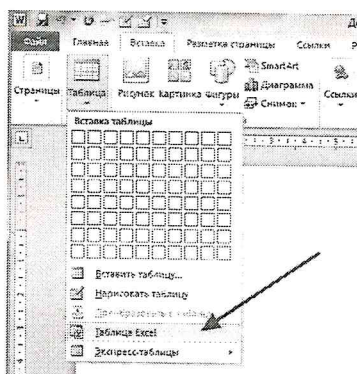 W
До
Файл Главная Вставка Разметка страницы Ссылки Р
Страницы Таблица Рисунок Картинка Фигуры SmartArt Диаграмма Снимок Ссылки
Вставка таблицы
Вставить таблицу...
Нарисовать таблицу
Таблица Excel
Экспресс-таблицы